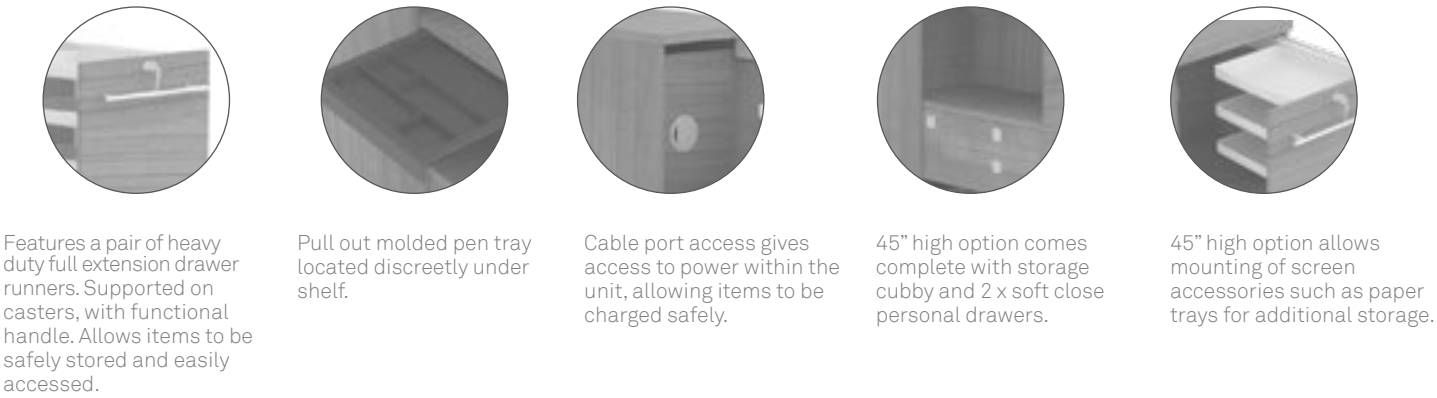 Features a pair of heavy
duty full extension drawer
runners. Supported on
casters, with functional
handle. Allows items to be
safely stored and easily
accessed.
Pull out molded pen tray
located discreetly under
shelf.
Cable port access gives
access to power within the
unit, allowing items to be
charged safely.
45” high option comes
complete with storage
cubby and 2 x soft close
personal drawers.
45” high option allows
mounting of screen
accessories such as paper
trays for additional storage.